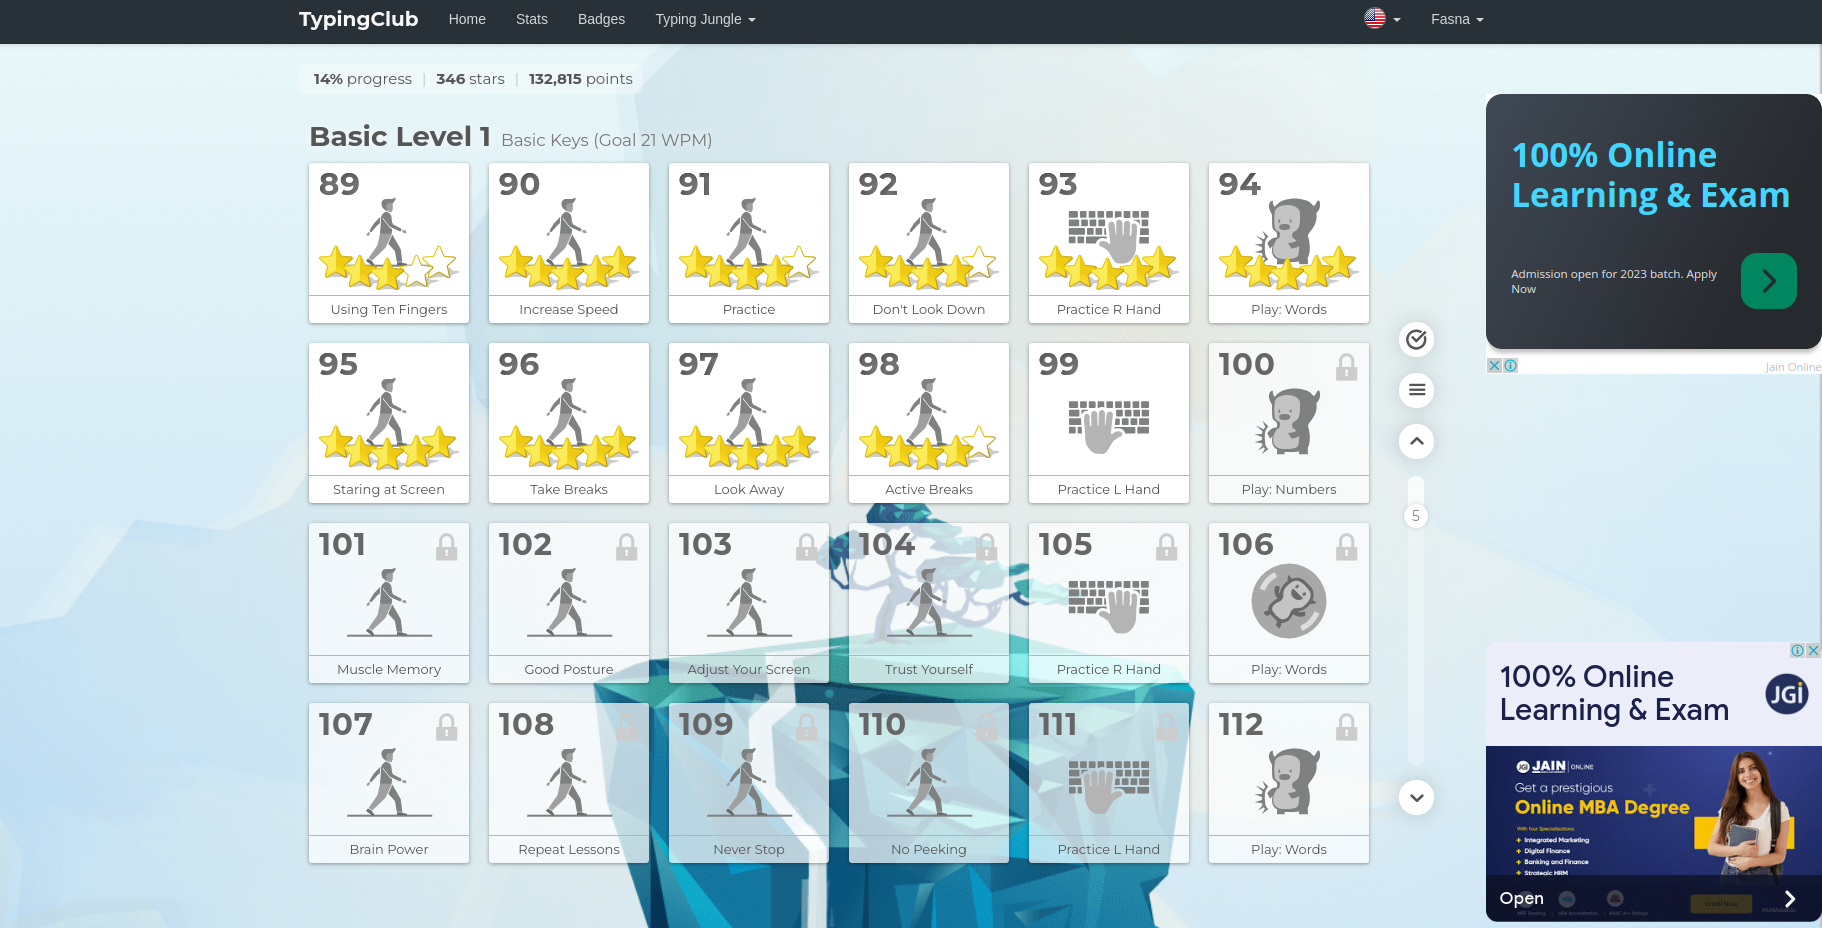 TypingClub Home Stats Badges Typing Jungle Fasna
14% progress | 346 stars | 132,815 points
Basic Level 1 Basic Keys (Goal 21 WPM)
89 90 91 92 93 94
Using Ten Fingers Increase Speed Practice Don't Look Down Practice R Hand Play: Words
95 96 97 98 99 100
Staring at Screen Take Breaks Look Away Active Breaks Practice L Hand Play: Numbers
101 102 103 104 105 106
Muscle Memory Good Posture Adjust Your Screen Trust Yourself Practice R Hand Play: Words
107 108 109 110 111 112
Brain Power Repeat Lessons Never Stop No Peeking Practice L Hand Play: Words
5
100% Online
Learning & Exam
Admission open for 2023 batch. Apply
Now
Jain Online
100% Online
Learning & Exam
JGi
JGI JAIN ONLINE
Get a prestigious
Online MBA Degree
With four Specialisations
Integrated Marketing
Digital Finance
Banking and Finance
Strategic HRM
Open
Enroll Now